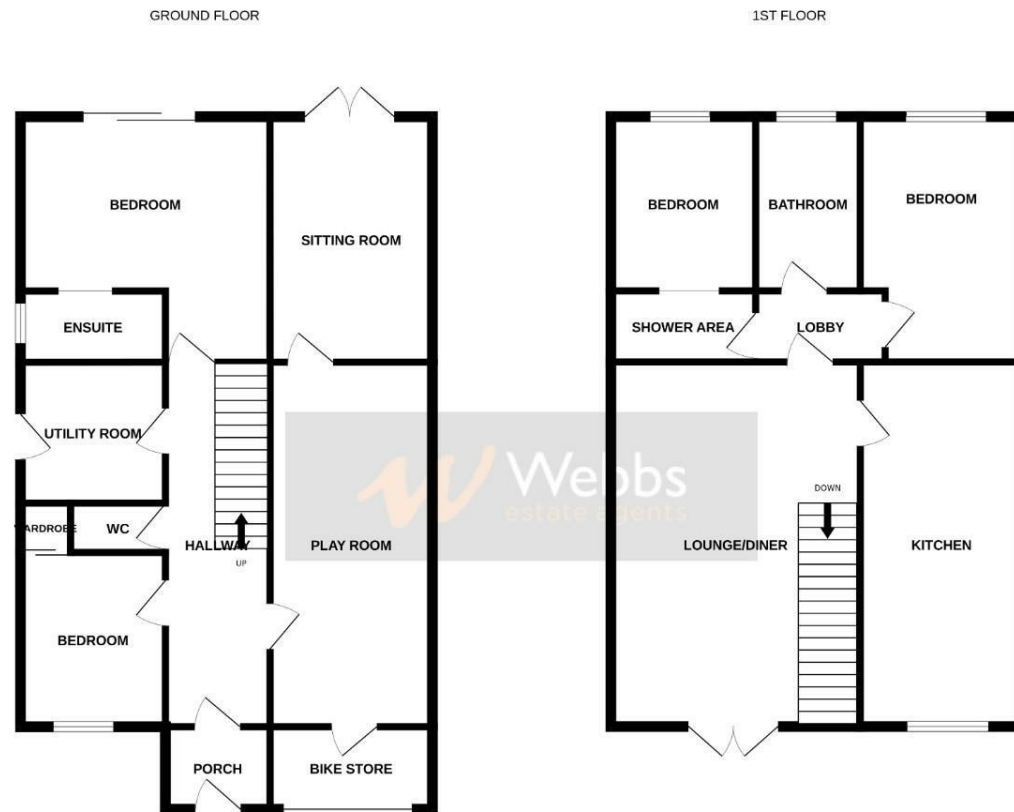 GROUND FLOOR
1ST FLOOR
BEDROOM
SITTING ROOM
ENSUITE
UTILITY ROOM
WARDROBE
WC
HALLWAY
UP
PLAY ROOM
BEDROOM
PORCH
BIKE STORE
BEDROOM
BATHROOM
BEDROOM
SHOWER AREA
LOBBY
DOWN
LOUNGE/DINER
KITCHEN
Webbs
estate agents